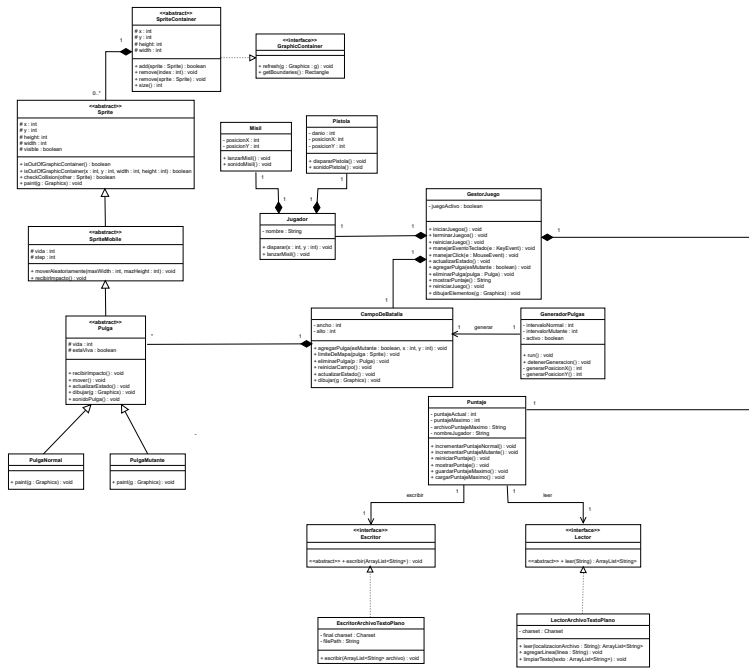 <<abstract>>
SpriteContainer
# x : int
# y : int
# height: int
# width : int
+ add(sprite : Sprite) : boolean
+ remove(index : int) : void
+ remove(sprite : Sprite) : void
+ size() : int
<<interface>>
GraphicContainer
+ refresh(g : Graphics : g) : void
+ getBoundaries() : Rectangle
1
0..*
<<abstract>>
Sprite
# x : int
# y : int
# height: int
# width : int
# visible : boolean
+ isOutOfGraphicContainer() : boolean
+ isOutOfGraphicContainer(x : int, y : int, width : int, height : int) : boolean
+ checkCollision(other : Sprite) : boolean
+ paint(g : Graphics) : void
Misil
- posicionX : int
- posicionY : int
+ lanzarMisil() : void
+ sonidoMisil() : void
Pistola
- danio : int
- posicionX: int
- posicionY : int
+ dispararPistola() : void
+ sonidoPistola() : void
1
1
1
1
Jugador
- nombre : String
+ disparar(x : int, y : int) : void
+ lanzarMisil() : void
1
1
GestorJuego
- juegoActivo : boolean
+ iniciarJuegos() : void
+ terminarJuegos() : void
+ reiniciarJuego() : void
+ manejarEventoTeclado(e : KeyEvent) : void
+ manejarClick(e : MouseEvent) : void
+ actualizarEstado() : void
+ agregarPulga(esMutante : boolean) : void
+ eliminarPulga(pulga : Pulga) : void
+ mostrarPuntaje() : String
+ reiniciarJuego() : void
+ dibujarElementos(g : Graphics) : void
1
1
1
<<abstract>>
SpriteMobile
# vida : int
# step : int
+ moverAleatoriamente(maxWidth : int, mazHeight : int) : void
+ recibirImpacto() : void
<<abstract>>
Pulga
# vida : int
# estaViva : boolean
+ recibirImpacto() : void
+ mover() : void
+ actualizarEstado() : void
+ dibujar(g : Graphics) : void
+ sonidoPulga() : void
*
1
CampoDeBatalla
- ancho : int
- alto : int
+ agregarPulga(esMutante : boolean, x : int, y : int) : void
+ limiteDeMapa(pulga : Sprite) : void
+ eliminarPulga(p : Pulga) : void
+ reiniciarCampo() : void
+ actualizarEstado() : void
+ dibujar(g : Graphics) : void
1
generar
1
GeneradorPulgas
- intervaloNormal : int
- intervalorMutante : int
- activo : boolean
+ run() : void
+ detenerGeneracion() : void
- generarPosicionX() : int
- generarPosicionY() : int
PulgaNormal
+ paint(g : Graphics) : void
PulgaMutante
+ paint(g : Graphics) : void
Puntaje
- puntajeActual : int
- puntajeMaximo : int
- archivoPuntajeMaximo : String
- nombreJugador : String
+ incrementarPuntajeNormal() : void
+ incrementarPuntajeMutante() : void
+ reiniciarPuntaje() : void
+ mostrarPuntaje() : void
+ guardarPuntajeMaximo() : void
+ cargarPuntajeMaximo() : void
1
escribir
1
1
leer
1
1
<<interface>>
Escritor
<<abstract>> + escribir(ArrayList<String>) : void
<<interface>>
Lector
<<abstract>> + leer(String) : ArrayList<String>
EscritorArchivoTextoPlano
- final charset : Charset
- filePath : String
+ escribir(ArrayList<String> archivo) : void
LectorArchivoTextoPlano
- charset : Charset
+ leer(localizacionArchivo : String): ArrayList<String>
+ agregarLinea(linea : String) : void
+ limpiarTexto(texto : ArrayList<String>) : void